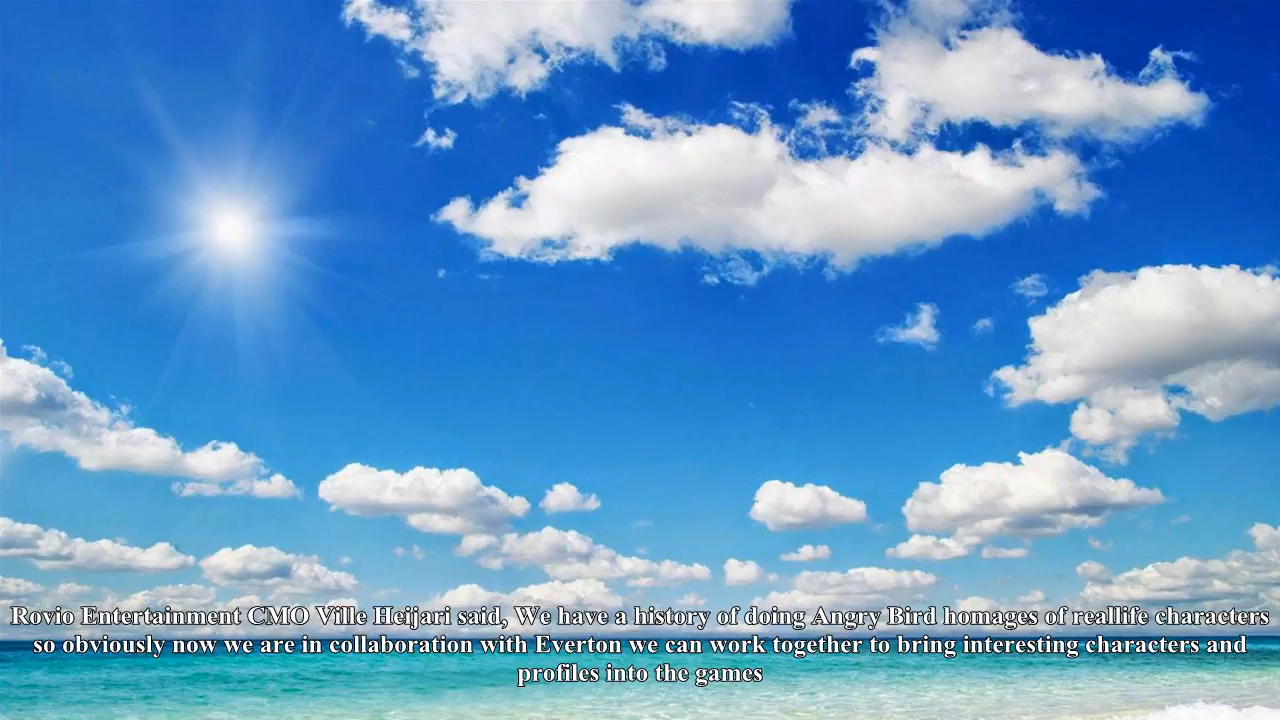 Rovio Entertainment CMO Ville Heijari said, We have a history of doing Angry Bird homages of reallife characters
so obviously now we are in collaboration with Everton we can work together to bring interesting characters and
profiles into the games